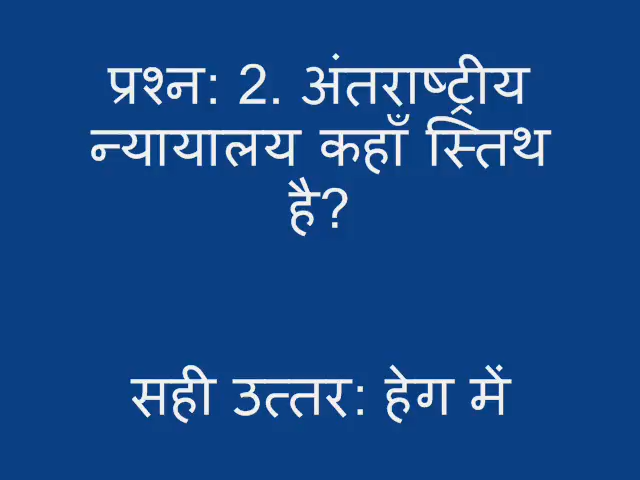 प्रश्न: 2. अंतराष्ट्रीय
न्यायालय कहाँ स्तिथ
है?
सही उत्तर: हेग में